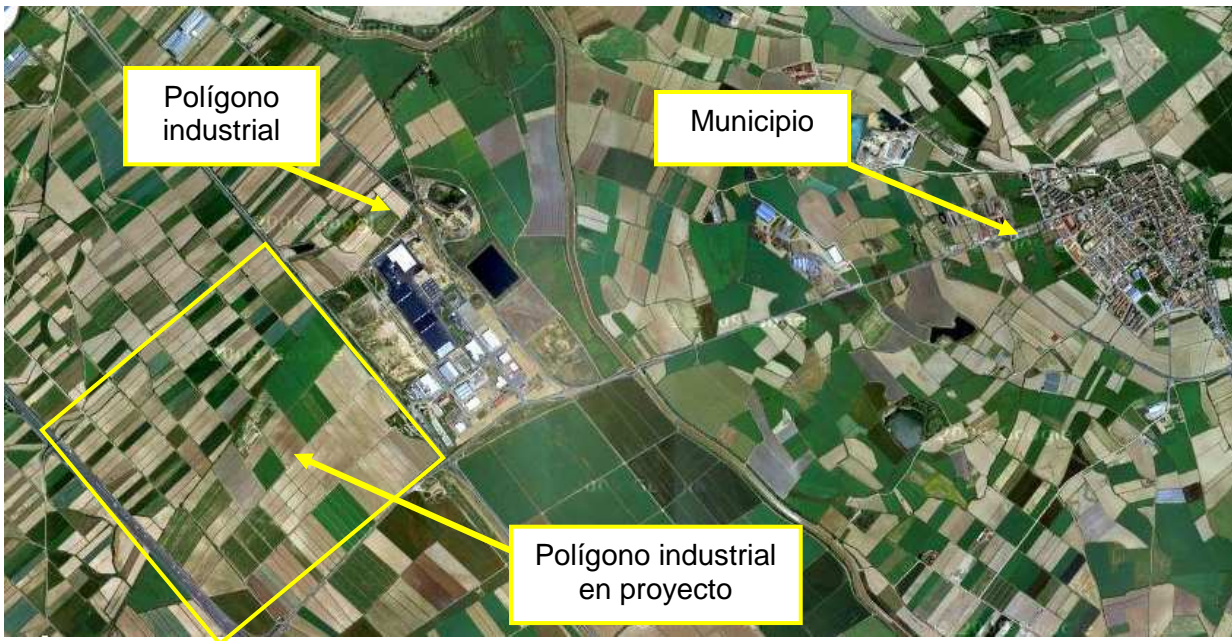 Polígono
industrial
Municipio
Polígono industrial
en proyecto